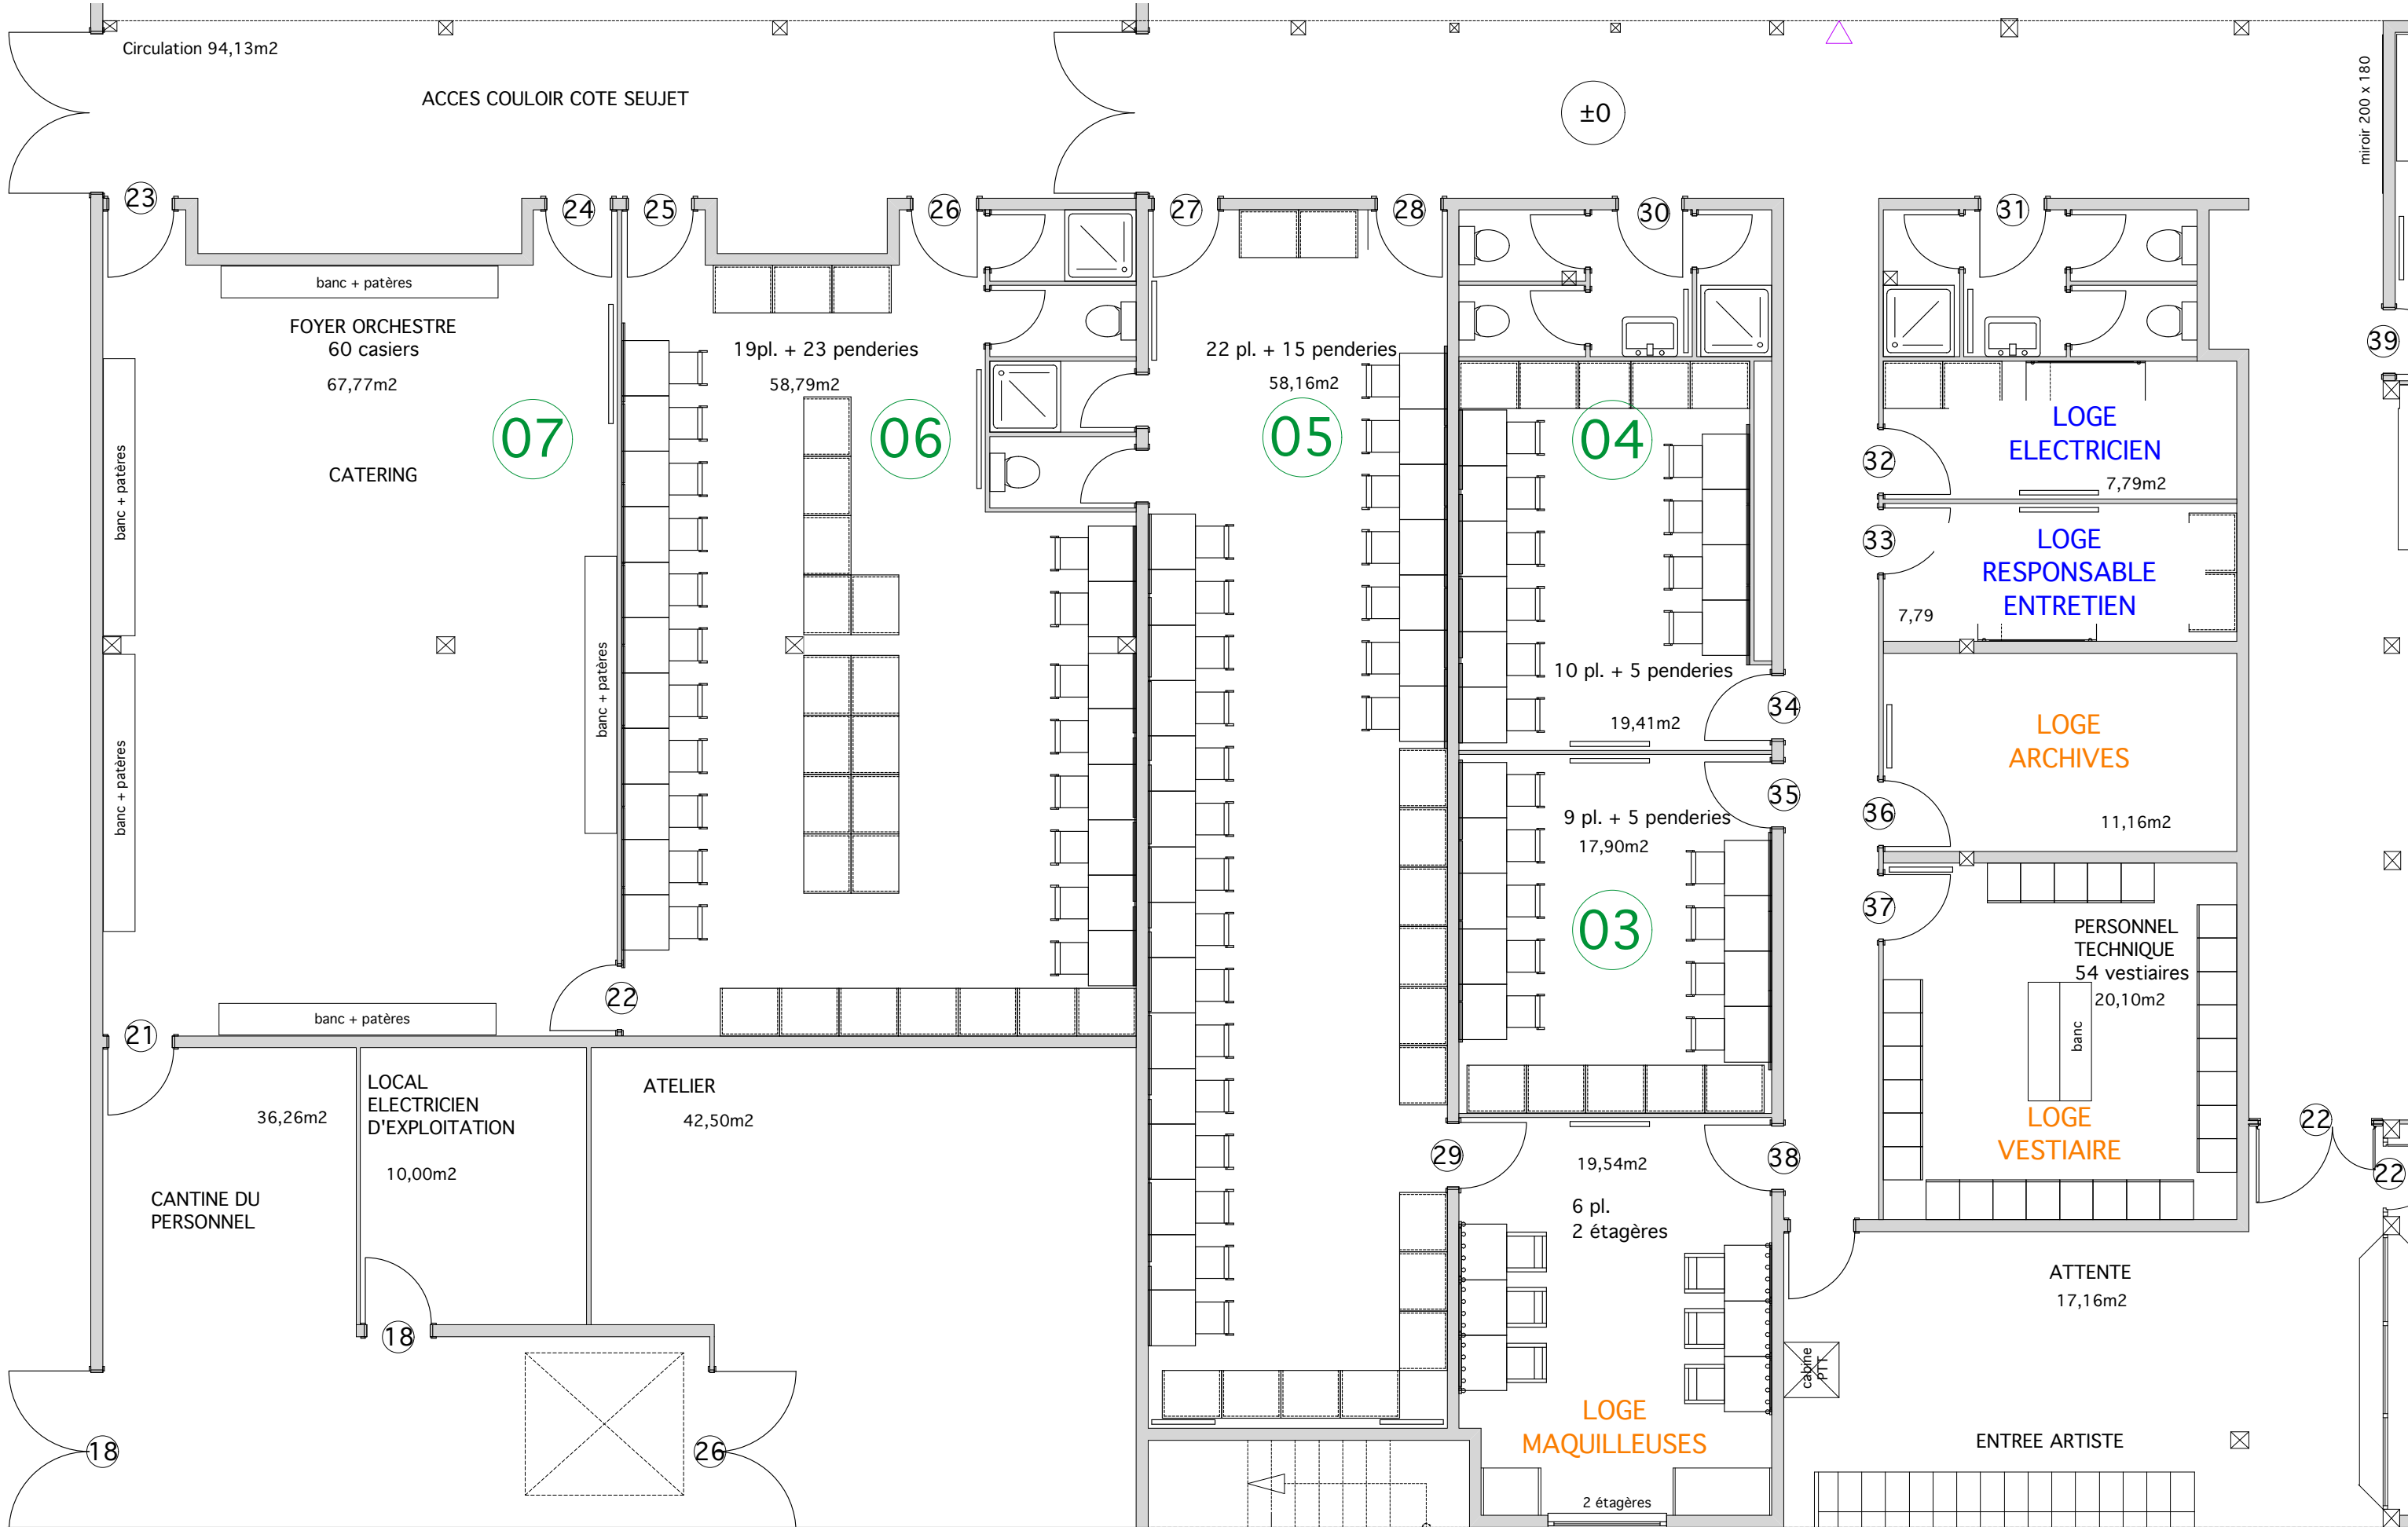 Circulation 94,13m2
ACCES COULOIR COTE SEUJET
±0
miroir 200 x 180
23
24
25
26
27
28
30
31
39
banc + patères
FOYER ORCHESTRE
60 casiers
67,77m2
07
CATERING
banc + patères
banc + patères
banc + patères
banc + patères
19pl. + 23 penderies
58,79m2
06
22 pl. + 15 penderies
58,16m2
05
04
10 pl. + 5 penderies
19,41m2
34
35
9 pl. + 5 penderies
17,90m2
03
32
LOGE
ELECTRICIEN
7,79m2
33
LOGE
RESPONSABLE
ENTRETIEN
7,79
LOGE
ARCHIVES
36
11,16m2
37
PERSONNEL
TECHNIQUE
54 vestiaires
20,10m2
banc
LOGE
VESTIAIRE
22
22
22
21
36,26m2
CANTINE DU
PERSONNEL
LOCAL
ELECTRICIEN
D'EXPLOITATION
10,00m2
ATELIER
42,50m2
18
18
26
29
38
19,54m2
6 pl.
2 étagères
LOGE
MAQUILLEUSES
2 étagères
cabine
PTT
ATTENTE
17,16m2
ENTREE ARTISTE